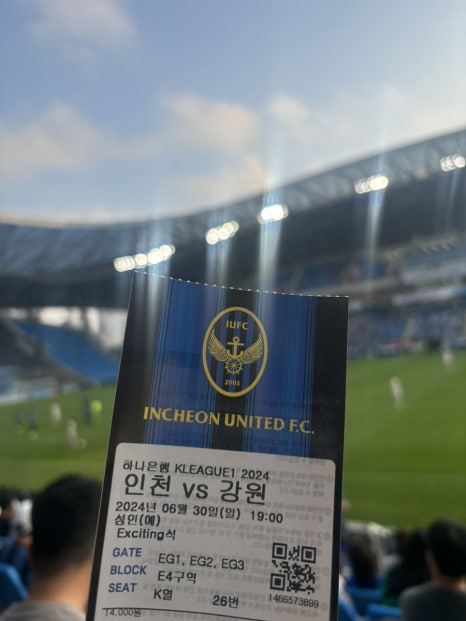 IUFC
2003
INCHEON UNITED F.C.
하나은행 KLEAGUE1 2024
인천 vs 강원
2024년 06월 30일(일) 19:00
성인(예)
Exciting석
GATE EG1, EG2, EG3
BLOCK E4구역
SEAT K열 26번
1466573699
14,000원